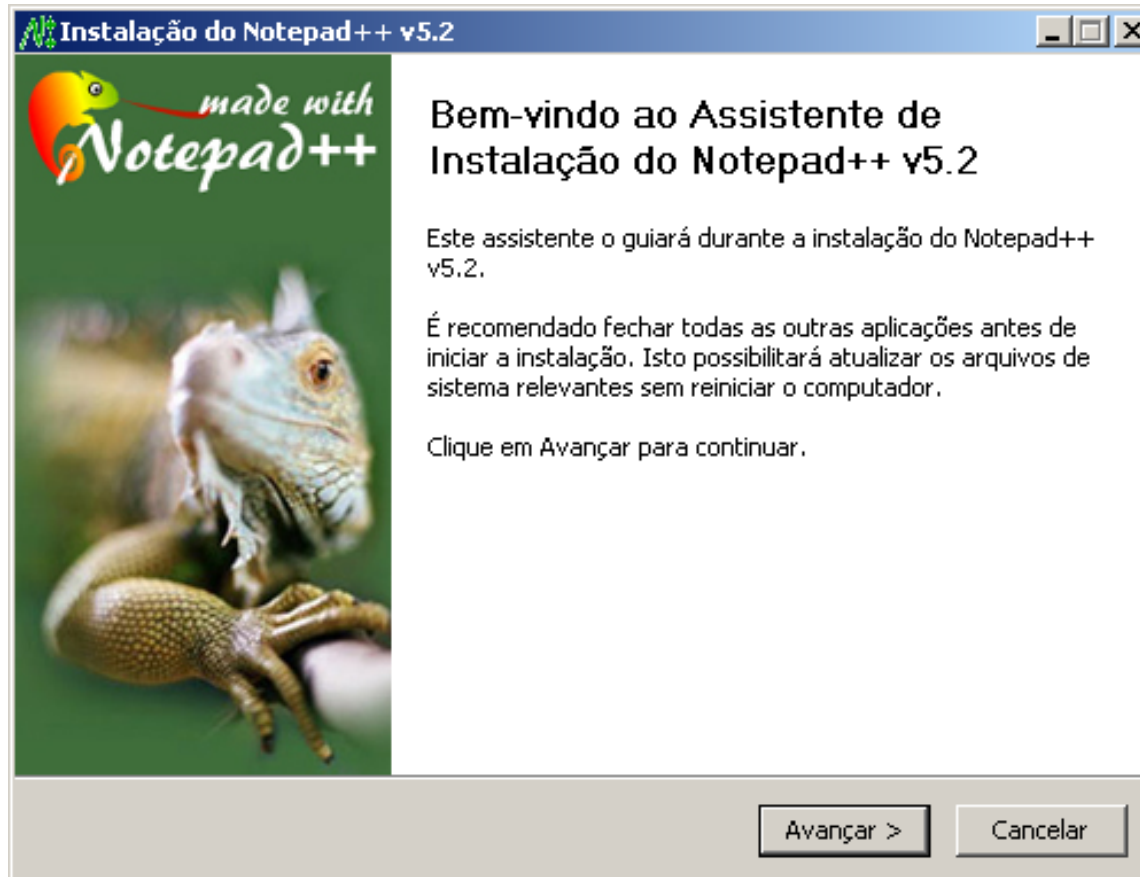 Instalação do Notepad++ v5.2
made with
Notepad++
Bem-vindo ao Assistente de
Instalação do Notepad++ v5.2
Este assistente o guiará durante a instalação do Notepad++
v5.2.
É recomendado fechar todas as outras aplicações antes de
iniciar a instalação. Isto possibilitará atualizar os arquivos de
sistema relevantes sem reiniciar o computador.
Clique em Avançar para continuar.
Avançar >
Cancelar